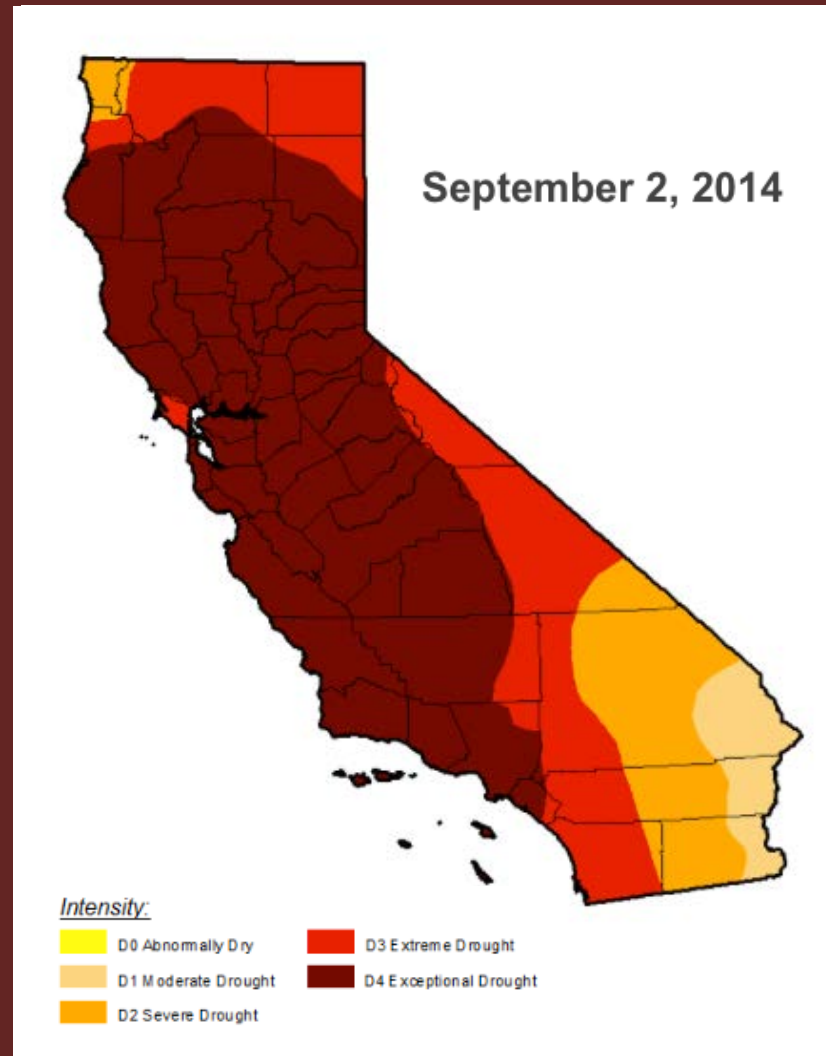 September 2, 2014
Intensity:
D0 Abnormally Dry
D3 Extreme Drought
D1 Moderate Drought
D4 Exceptional Drought
D2 Severe Drought